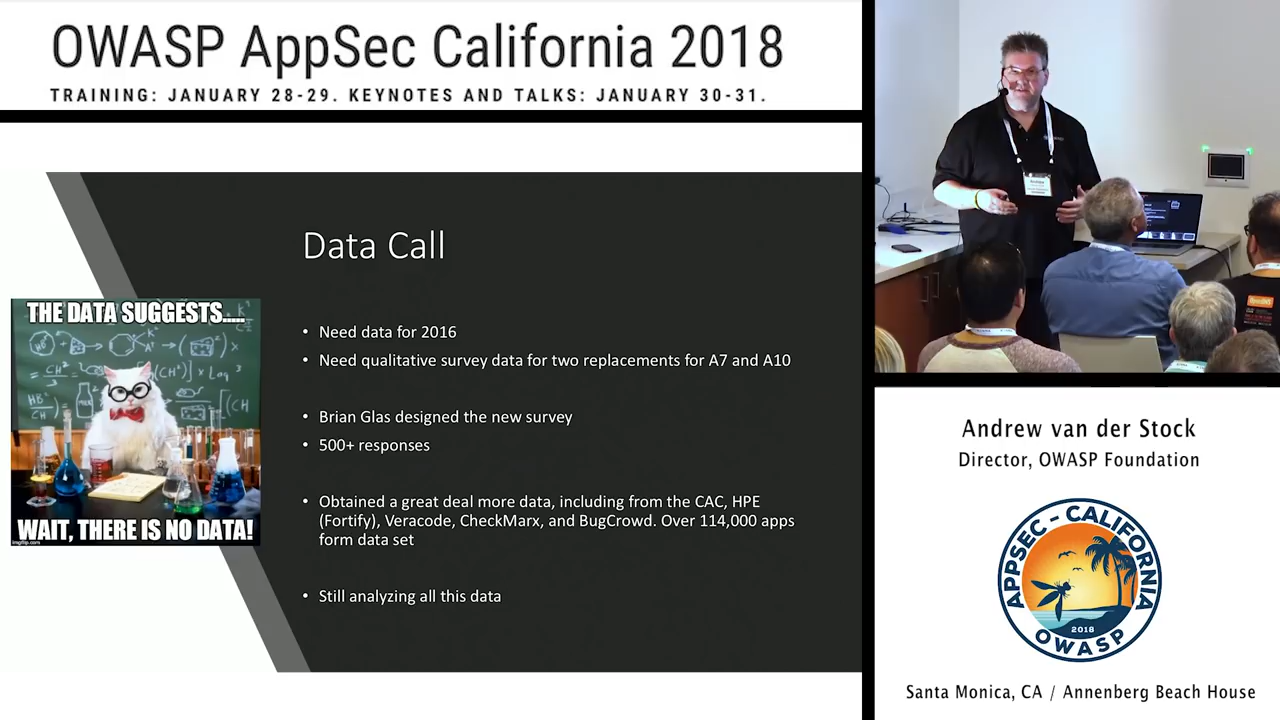 OWASP AppSec California 2018
TRAINING: JANUARY 28-29. KEYNOTES AND TALKS: JANUARY 30-31.
Data Call
THE DATA SUGGESTS.....
WAIT, THERE IS NO DATA!
imgflip.com
• Need data for 2016
• Need qualitative survey data for two replacements for A7 and A10
• Brian Glas designed the new survey
• 500+ responses
• Obtained a great deal more data, including from the CAC, HPE
(Fortify), Veracode, CheckMarx, and BugCrowd. Over 114,000 apps
form data set
• Still analyzing all this data
Andrew van der Stock
Director, OWASP Foundation
APPSEC - CALIFORNIA
2018
OWASP
Santa Monica, CA / Annenberg Beach House